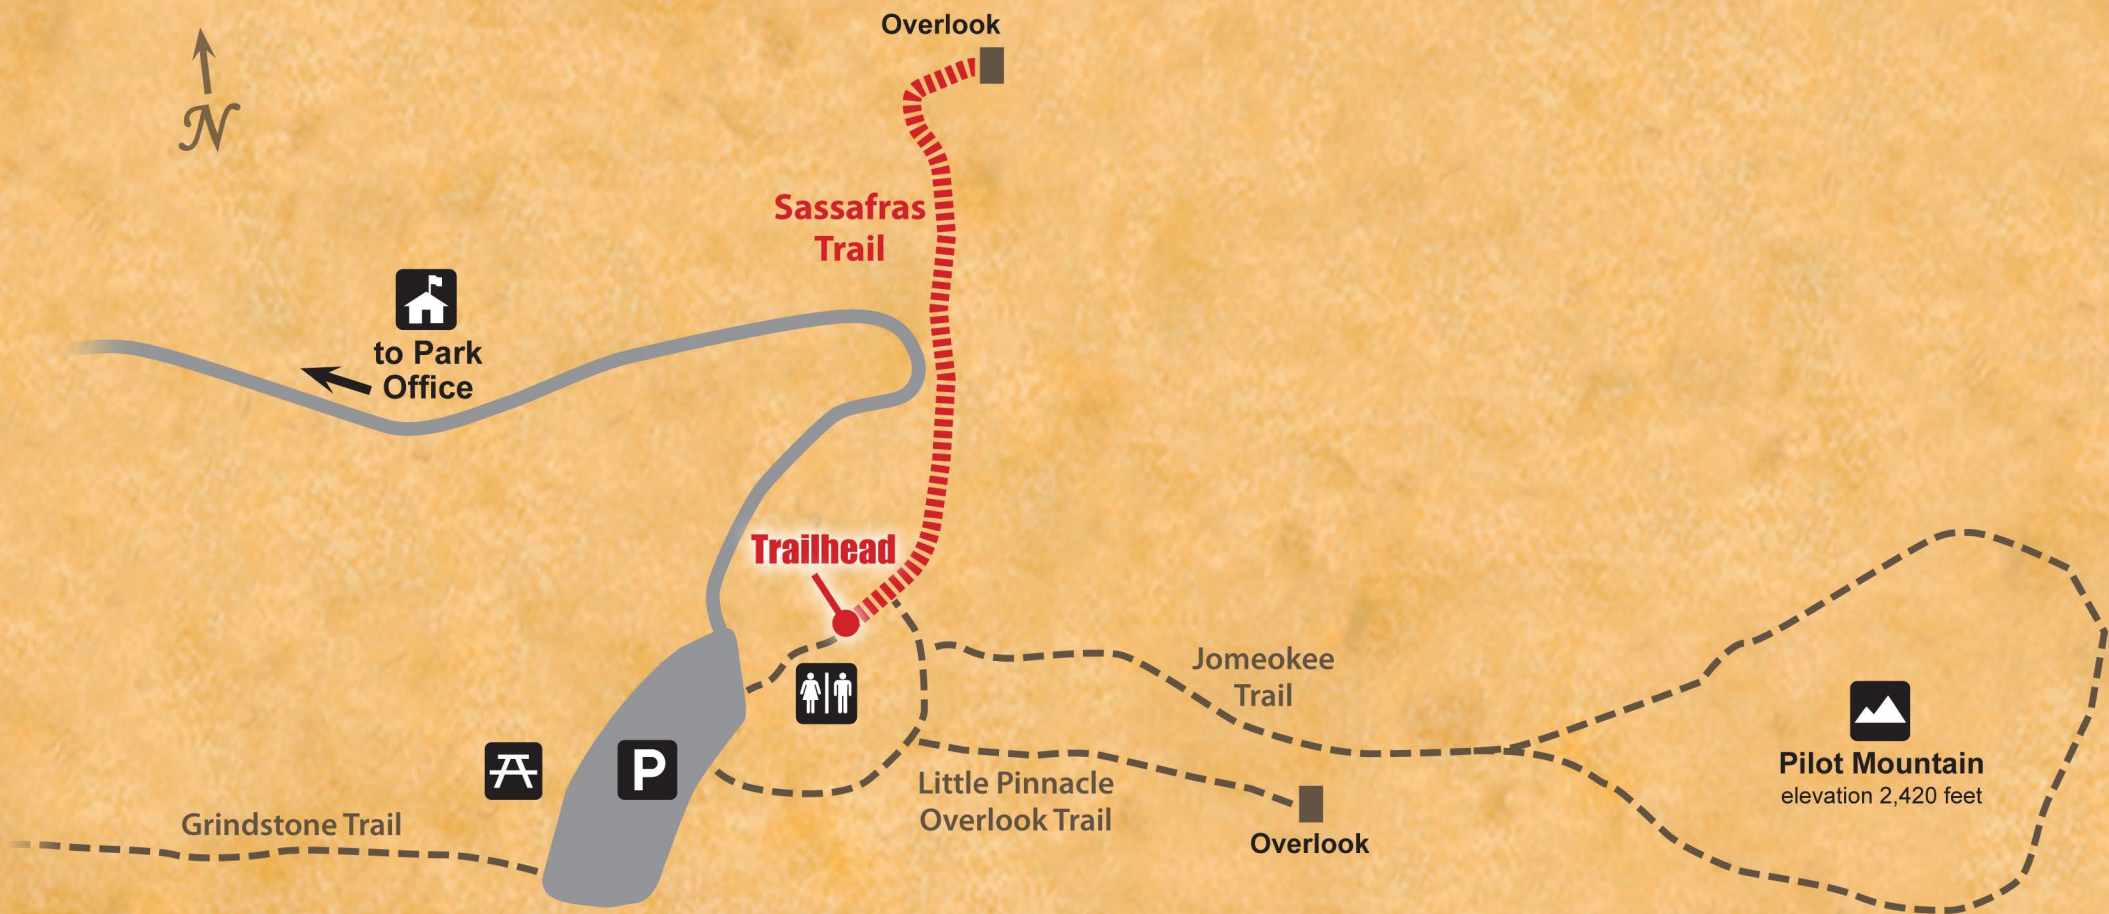 Overlook
N
Sassafras
Trail
to Park
Office
Trailhead
Jomeokee
Trail
P
Pilot Mountain
elevation 2,420 feet
Little Pinnacle
Overlook Trail
Grindstone Trail
Overlook